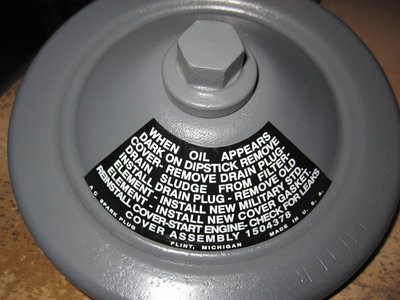 WHEN OIL APPEARS
DARK ON DIPSTICK REMOVE
COVER- REMOVE DRAIN PLUG-
DRAIN SLUDGE FROM FILTER
INSTALL DRAIN PLUG - REMOVE OLD
ELEMENT - INSTALL NEW MILITARY STD.
ELEMENT - INSTALL NEW COVER GASKET.
REINSTALL COVER-START ENGINE-CHECK FOR LEAKS
COVER ASSEMBLY 1504378
A C SPARK PLUG FLINT, MICHIGAN MADE IN U. S. A.
FILTER